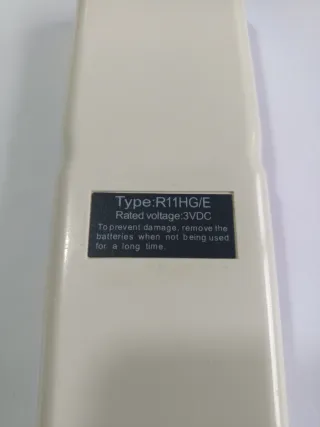 Type:R11HG/E
Rated voltage:3VDC
To prevent damage, remove the
batteries when not being used
for a long time.